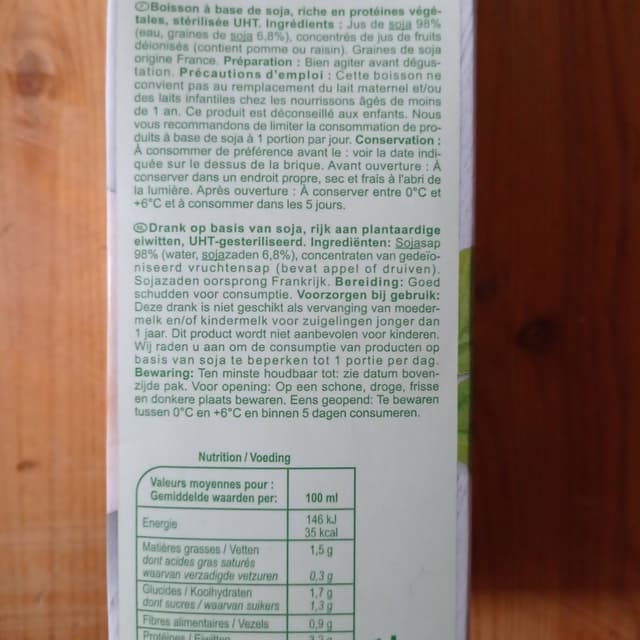 Boisson à base de soja, riche en protéines végé-
tales, stérilisée UHT. Ingrédients : Jus de soja 98%
(eau, graines de soja 6,8%), concentrés de jus de fruits
déionisés (contient pomme ou raisin). Graines de soja
origine France. Préparation : Bien agiter avant dégus-
tation. Précautions d'emploi : Cette boisson ne
convient pas au remplacement du lait maternel et/ou
des laits infantiles chez les nourrissons âgés de moins
de 1 an. Ce produit est déconseillé aux enfants. Nous
vous recommandons de limiter la consommation de pro-
duits à base de soja à 1 portion par jour. Conservation :
À consommer de préférence avant le : voir la date indi-
quée sur le dessus de la brique. Avant ouverture : À
conserver dans un endroit propre, sec et frais à l'abri de
la lumière. Après ouverture : À conserver entre 0°C et
+6°C et à consommer dans les 5 jours.
Drank op basis van soja, rijk aan plantaardige
eiwitten, UHT-gesteriliseerd. Ingrediënten: Sojasap
98% (water, sojazaden 6,8%), concentraten van gedeïo-
niseerd vruchtensap (bevat appel of druiven).
Sojazaden oorsprong Frankrijk. Bereiding: Goed
schudden voor consumptie. Voorzorgen bij gebruik:
Deze drank is niet geschikt als vervanging van moeder-
melk en/of kindermelk voor zuigelingen jonger dan
1 jaar. Dit product wordt niet aanbevolen voor kinderen.
Wij raden u aan om de consumptie van producten op
basis van soja te beperken tot 1 portie per dag.
Bewaring: Ten minste houdbaar tot: zie datum boven-
zijde pak. Voor opening: Op een schone, droge, frisse
en donkere plaats bewaren. Eens geopend: Te bewaren
tussen 0°C en +6°C en binnen 5 dagen consumeren.
Nutrition / Voeding
Valeurs moyennes pour :
Gemiddelde waarden per: 100 ml
Energie 146 kJ
35 kcal
Matières grasses / Vetten 1,5 g
dont acides gras saturés
waarvan verzadigde vetzuren 0,3 g
Glucides / Koolhydraten 1,7 g
dont sucres / waarvan suikers 1,3 g
Fibres alimentaires / Vezels 0,9 g
Protéines / Eiwitten